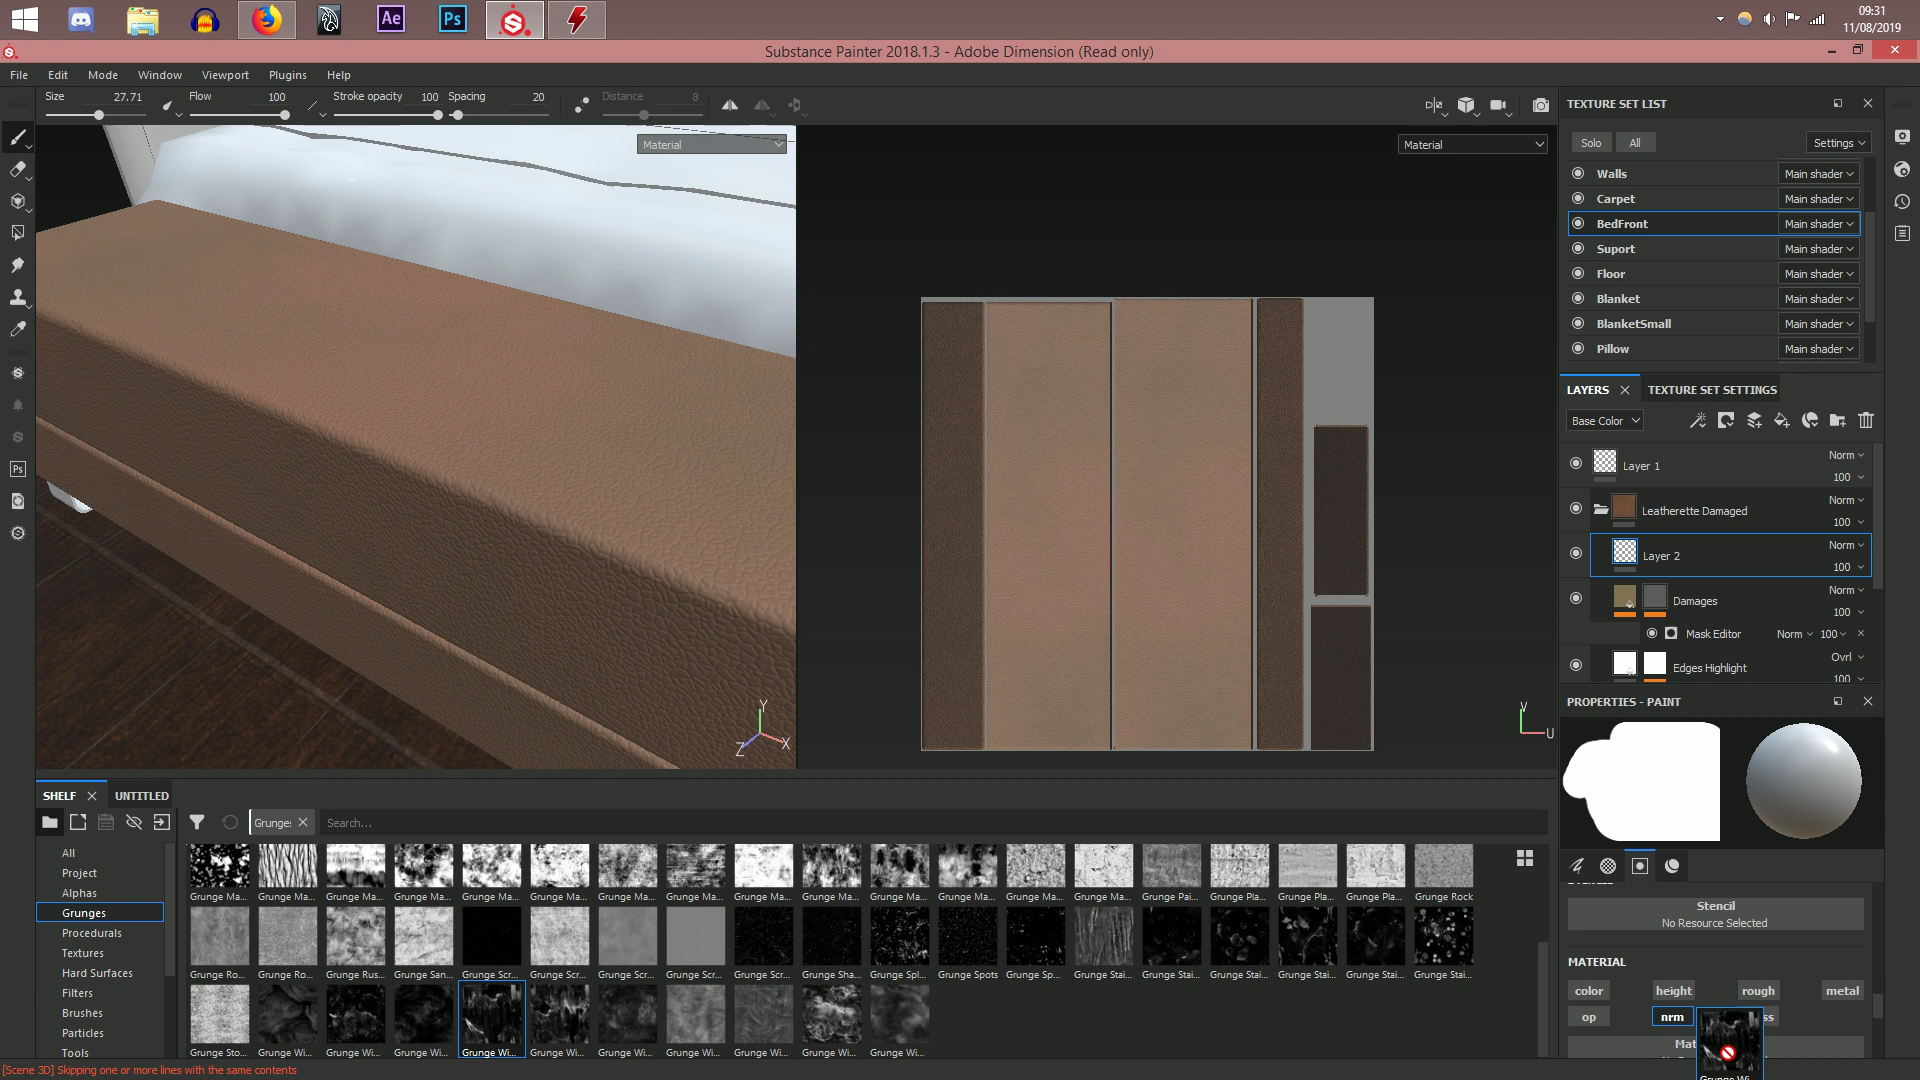 Ae
Ps
09:31
11/08/2019
Substance Painter 2018.1.3 - Adobe Dimension (Read only)
File Edit Mode Window Viewport Plugins Help
Size 27.71 Flow 100 Stroke opacity 100 Spacing 20 Distance 8
Material
Material
Y
X
Z
V
U
Ps
TEXTURE SET LIST
Solo All Settings
Walls Main shader
Carpet Main shader
BedFront Main shader
Suport Main shader
Floor Main shader
Blanket Main shader
BlanketSmall Main shader
Pillow Main shader
LAYERS TEXTURE SET SETTINGS
Base Color
Layer 1 Norm 100
Leatherette Damaged Norm 100
Layer 2 Norm 100
Damages Norm 100
Mask Editor Norm 100
Edges Highlight Ovrl 100
PROPERTIES - PAINT
Stencil
No Resource Selected
MATERIAL
color height rough metal
op nrm ss
Mat
Grunge Wi...
SHELF UNTITLED
Grunge: Search...
All
Project
Alphas
Grunges
Procedurals
Textures
Hard Surfaces
Filters
Brushes
Particles
Tools
Grunge Ma... Grunge Ma... Grunge Ma... Grunge Ma... Grunge Ma... Grunge Ma... Grunge Ma... Grunge Ma... Grunge Ma... Grunge Ma... Grunge Ma... Grunge Ma... Grunge Ma... Grunge Ma... Grunge Pai... Grunge Pla... Grunge Pla... Grunge Pla... Grunge Rock
Grunge Ro... Grunge Ro... Grunge Rus... Grunge San... Grunge Scr... Grunge Scr... Grunge Scr... Grunge Scr... Grunge Scr... Grunge Sha... Grunge Spl... Grunge Spots Grunge Sp... Grunge Stai... Grunge Stai... Grunge Stai... Grunge Stai... Grunge Stai... Grunge Stai...
Grunge Sto... Grunge Wi... Grunge Wi... Grunge Wi... Grunge Wi... Grunge Wi... Grunge Wi... Grunge Wi... Grunge Wi... Grunge Wi... Grunge Wi...
[Scene 3D] Skipping one or more lines with the same contents